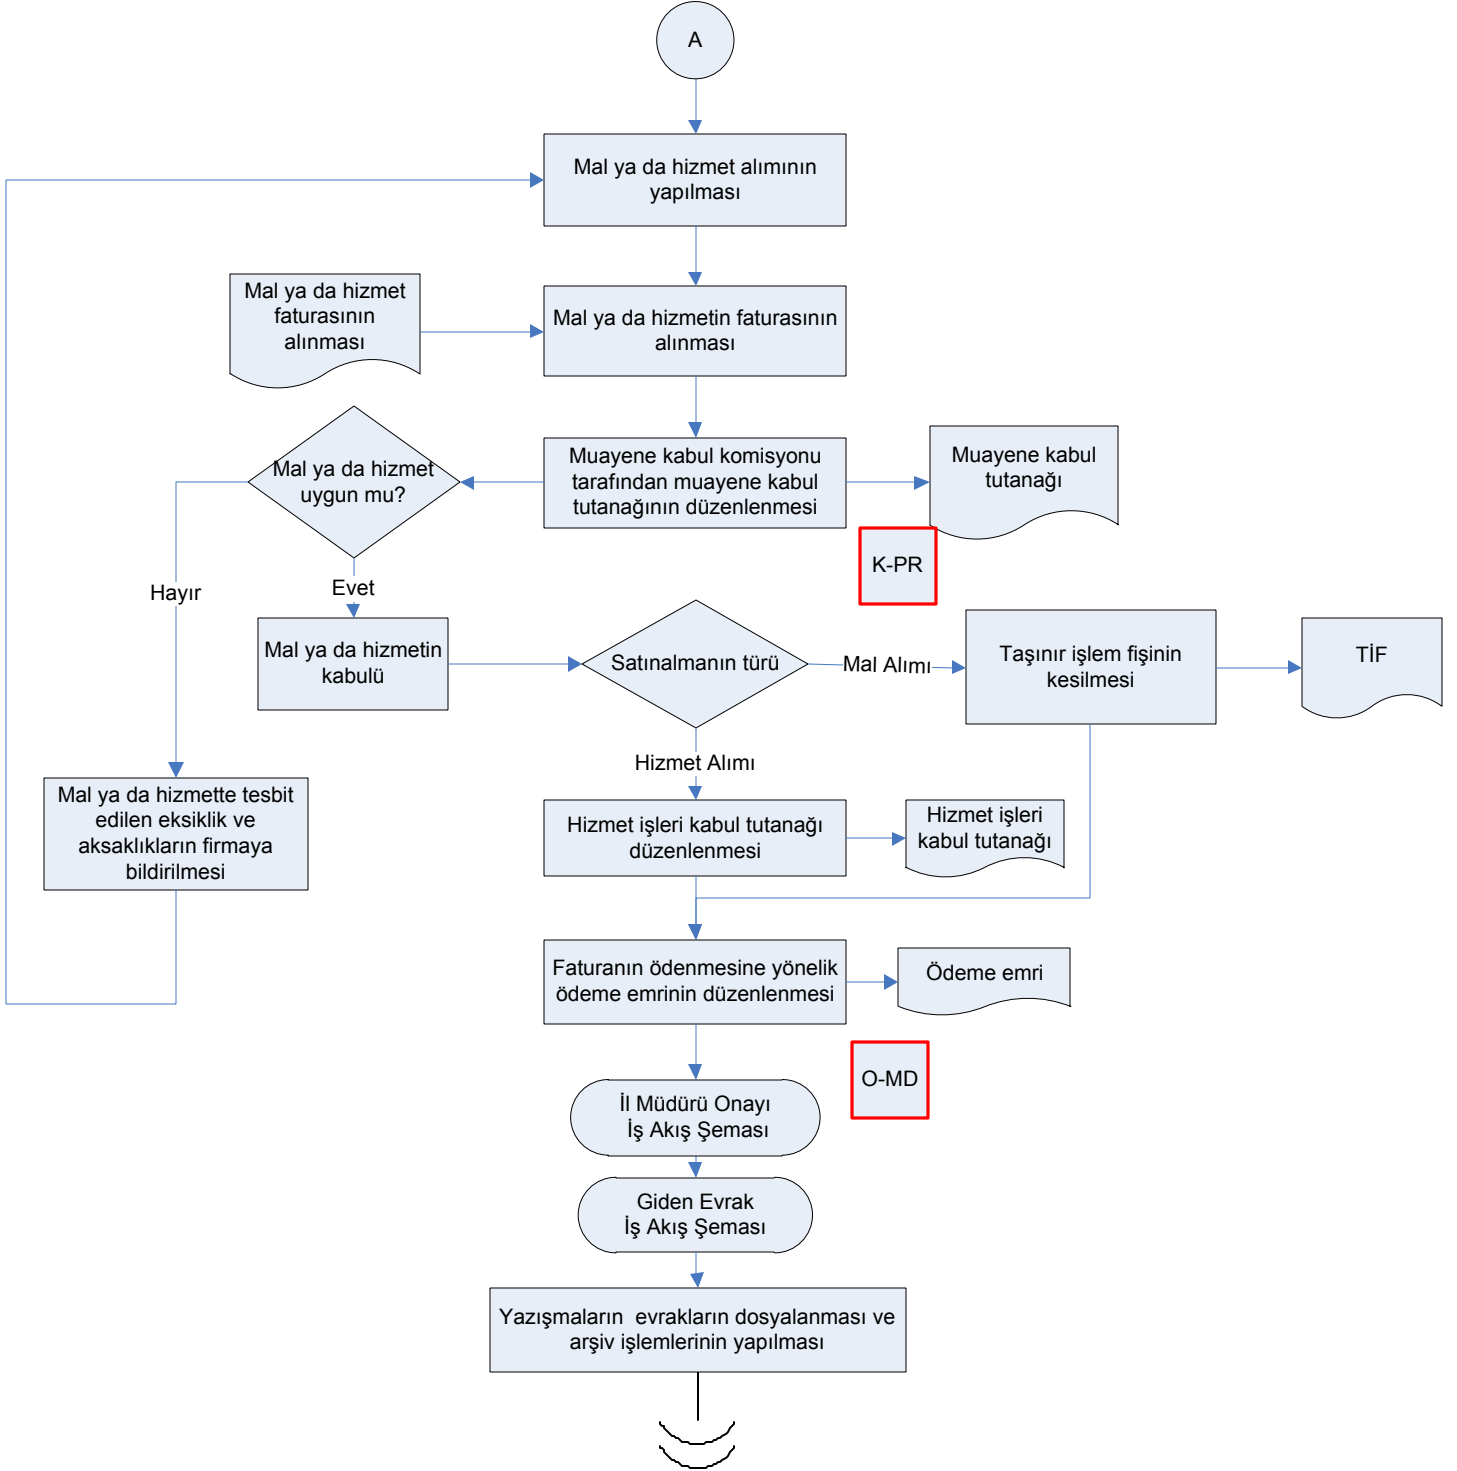 A
Mal ya da hizmet alımının
yapılması
Mal ya da hizmet
faturasının
alınması
Mal ya da hizmetin faturasının
alınması
Mal ya da hizmet
uygun mu?
Muayene kabul komisyonu
tarafından muayene kabul
tutanağının düzenlenmesi
Muayene kabul
tutanağı
K-PR
Hayır
Evet
Mal ya da hizmetin
kabulü
Satınalmanın türü
Mal Alımı
Taşınır işlem fişinin
kesilmesi
TİF
Hizmet Alımı
Mal ya da hizmette tesbit
edilen eksiklik ve
aksaklıkların firmaya
bildirilmesi
Hizmet işleri kabul tutanağı
düzenlenmesi
Hizmet işleri
kabul tutanağı
Faturanın ödenmesine yönelik
ödeme emrinin düzenlenmesi
Ödeme emri
O-MD
İl Müdürü Onayı
İş Akış Şeması
Giden Evrak
İş Akış Şeması
Yazışmaların  evrakların dosyalanması ve
arşiv işlemlerinin yapılması